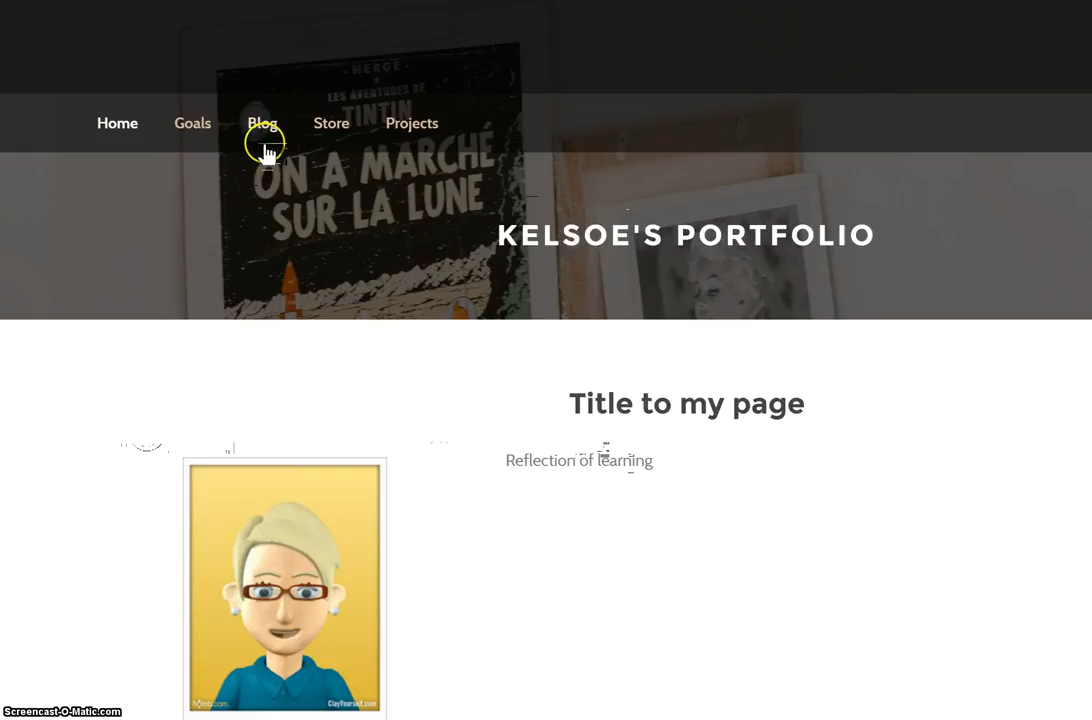 HERGÉ
LES AVENTURES DE
TINTIN
ON A MARCHÉ
SUR LA LUNE
Home Goals Blog Store Projects
KELSOE'S PORTFOLIO
Title to my page
Reflection of learning
ClayYourself.com
Screencast-O-Matic.com